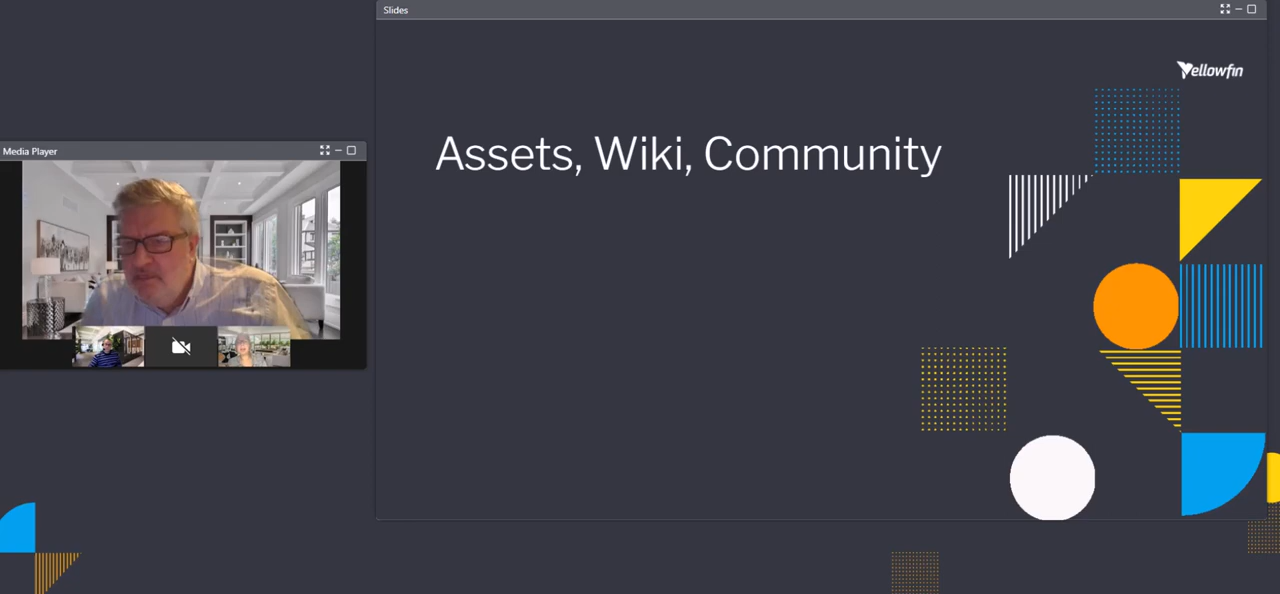 Slides
Yellowfin
Assets, Wiki, Community
Media Player